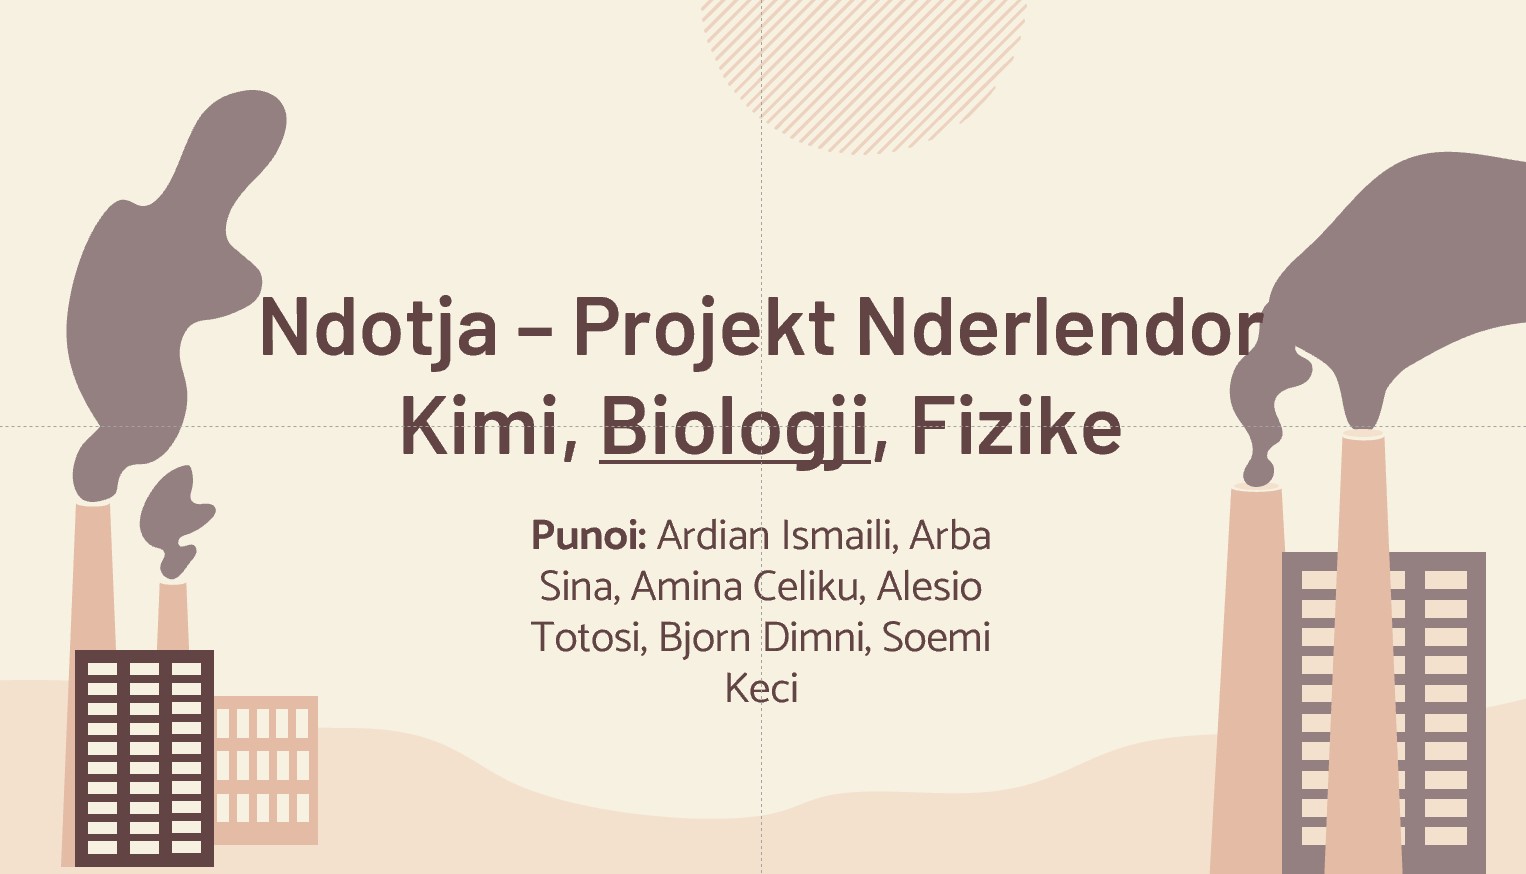 Ndotja – Projekt Nderlendor
Kimi, Biologji, Fizike
Punoi: Ardian Ismaili, Arba
Sina, Amina Celiku, Alesio
Totosi, Bjorn Dimni, Soemi
Keci